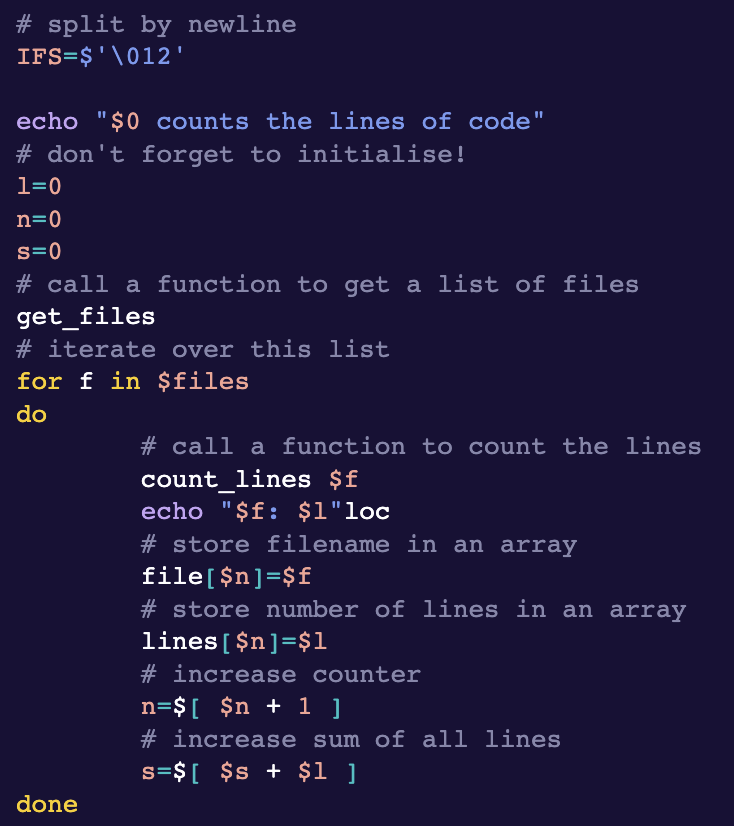 # split by newline
IFS=$'\012'

echo "$0 counts the lines of code"
# don't forget to initialise!
l=0
n=0
s=0
# call a function to get a list of files
get_files
# iterate over this list
for f in $files
do
        # call a function to count the lines
        count_lines $f
        echo "$f: $l"loc
        # store filename in an array
        file[$n]=$f
        # store number of lines in an array
        lines[$n]=$l
        # increase counter
        n=$[ $n + 1 ]
        # increase sum of all lines
        s=$[ $s + $l ]
done